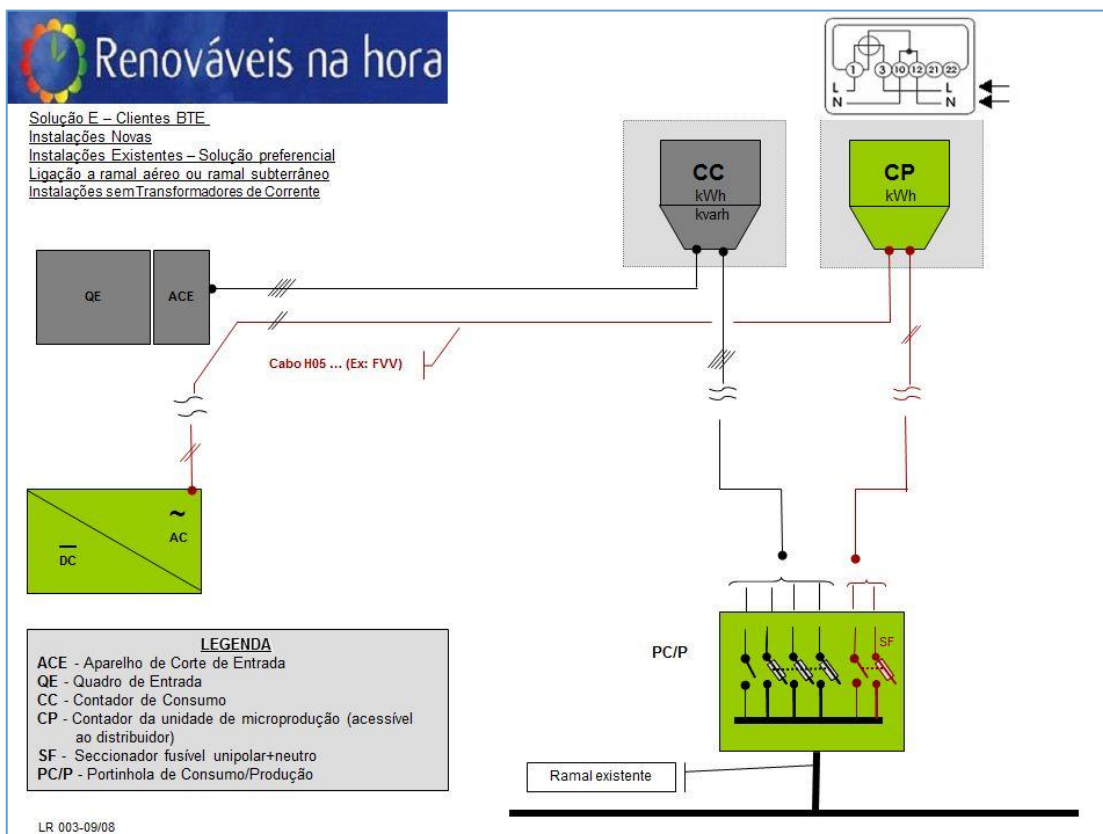 Renováveis na hora
Solução E – Clientes BTE
Instalações Novas
Instalações Existentes – Solução preferencial
Ligação a ramal aéreo ou ramal subterrâneo
Instalações sem Transformadores de Corrente
1 3 10 12 21 22
L L
N N
CC
kWh
kvarh
CP
kWh
QE
ACE
Cabo H05 ... (Ex: FVV)
~
AC
DC
PC/P
SF
Ramal existente
LEGENDA
ACE - Aparelho de Corte de Entrada
QE - Quadro de Entrada
CC - Contador de Consumo
CP - Contador da unidade de microprodução (acessível
ao distribuidor)
SF - Seccionador fusível unipolar+neutro
PC/P - Portinhola de Consumo/Produção
LR 003-09/08